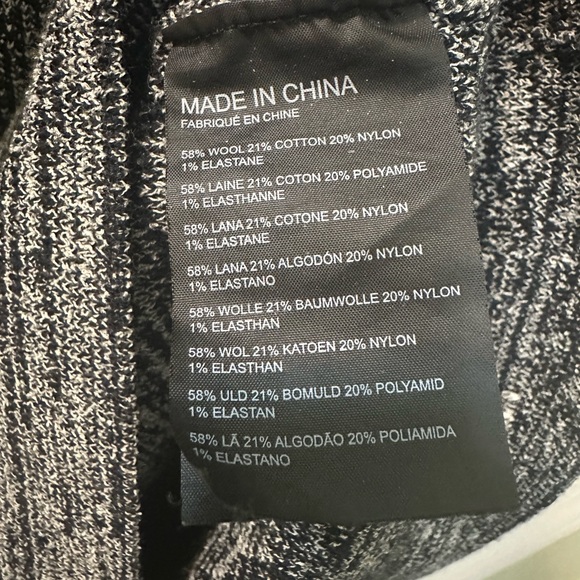 MADE IN CHINA
FABRIQUÉ EN CHINE
58% WOOL 21% COTTON 20% NYLON
1% ELASTANE
58% LAINE 21% COTON 20% POLYAMIDE
1% ELASTHANNE
58% LANA 21% COTONE 20% NYLON
1% ELASTANE
58% LANA 21% ALGODÓN 20% NYLON
1% ELASTANO
58% WOLLE 21% BAUMWOLLE 20% NYLON
1% ELASTHAN
58% WOL 21% KATOEN 20% NYLON
1% ELASTHAN
58% ULD 21% BOMULD 20% POLYAMID
1% ELASTAN
58% LÃ 21% ALGODÃO 20% POLIAMIDA
1% ELASTANO